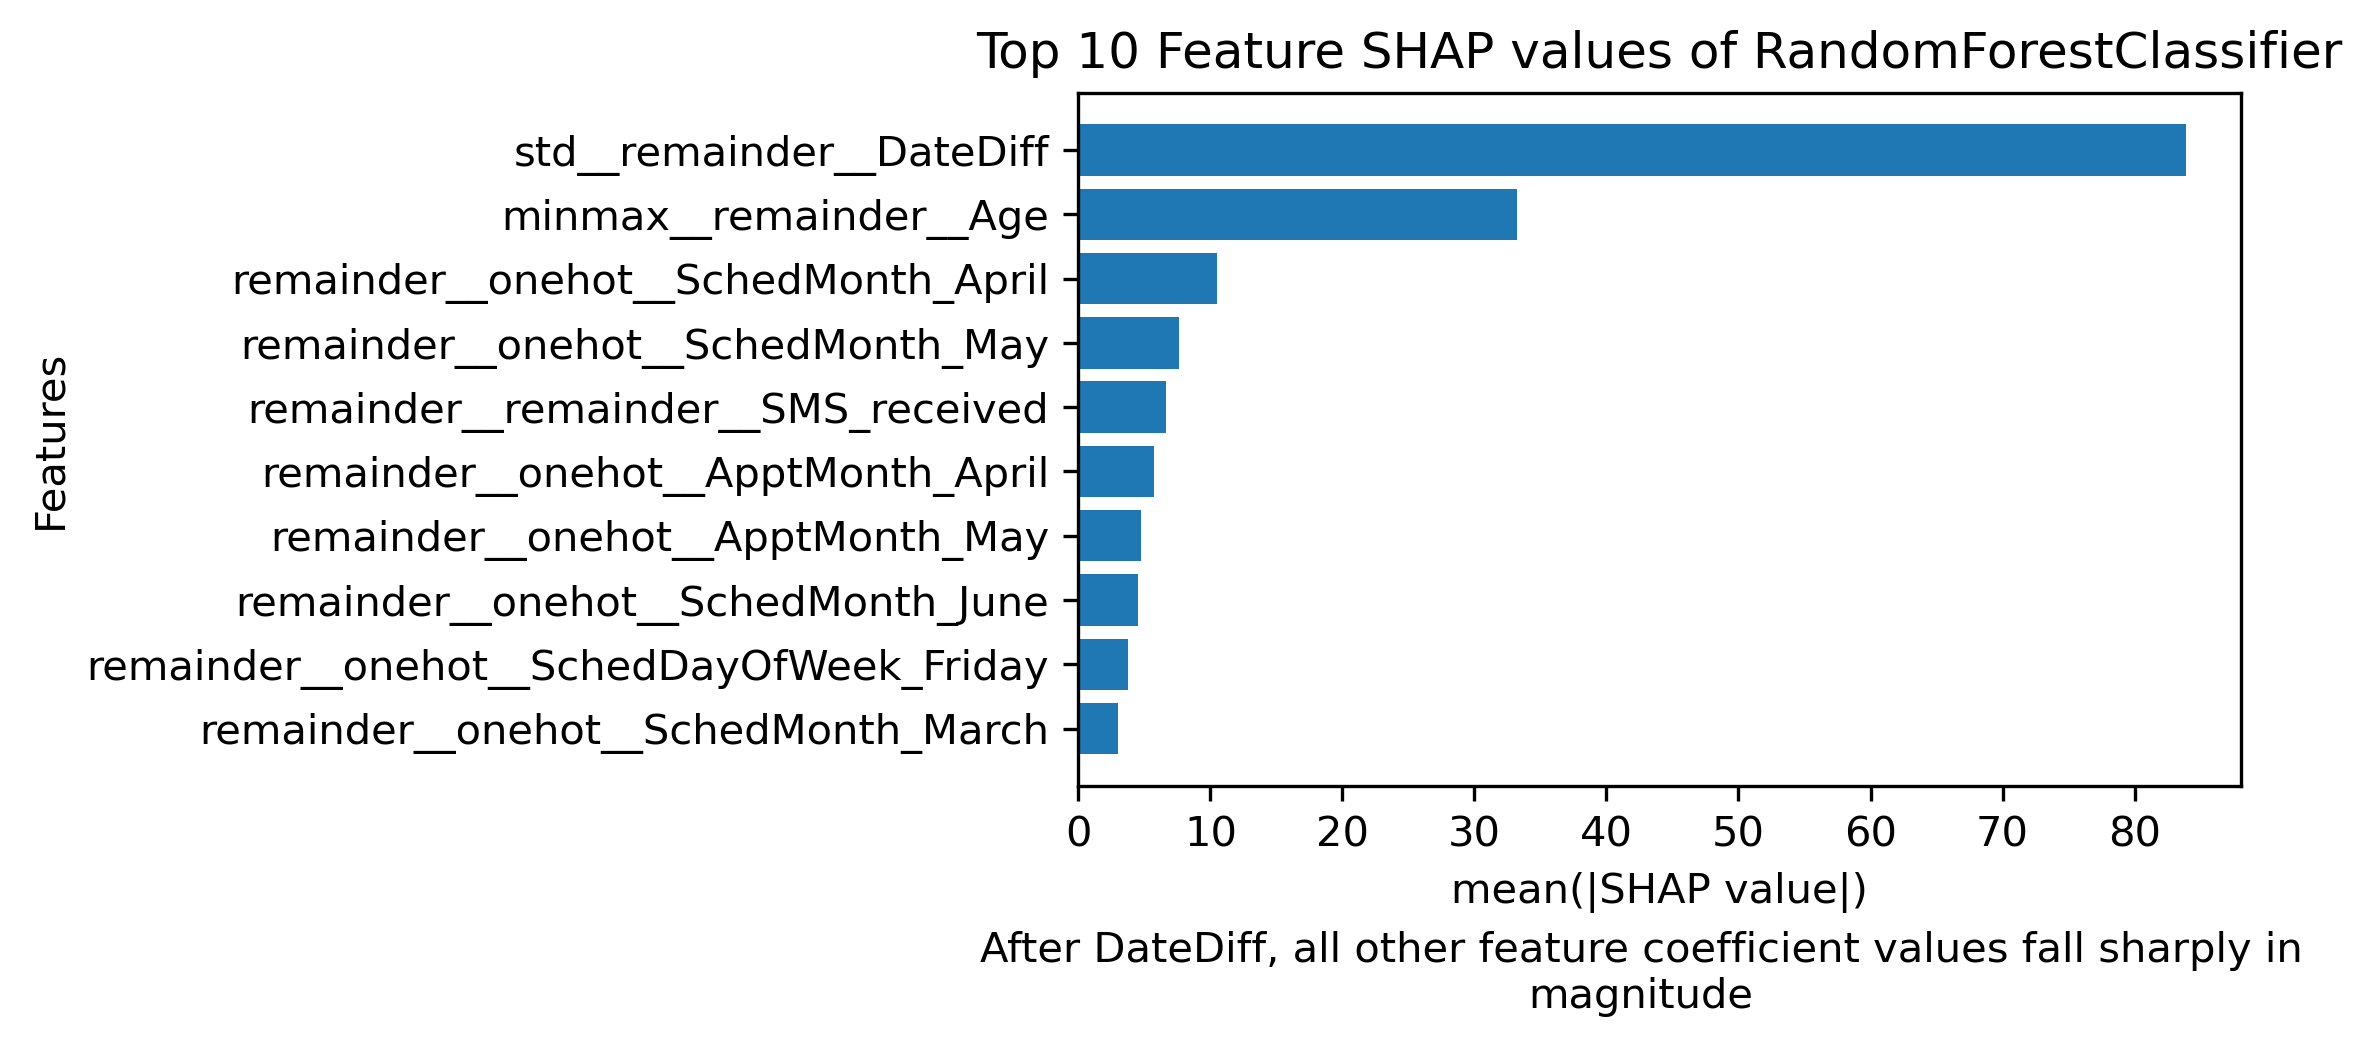 Top 10 Feature SHAP values of RandomForestClassifier
Features
std__remainder__DateDiff
minmax__remainder__Age
remainder__onehot__SchedMonth_April
remainder__onehot__SchedMonth_May
remainder__remainder__SMS_received
remainder__onehot__ApptMonth_April
remainder__onehot__ApptMonth_May
remainder__onehot__SchedMonth_June
remainder__onehot__SchedDayOfWeek_Friday
remainder__onehot__SchedMonth_March
0 10 20 30 40 50 60 70 80
mean(|SHAP value|)
After DateDiff, all other feature coefficient values fall sharply in
magnitude